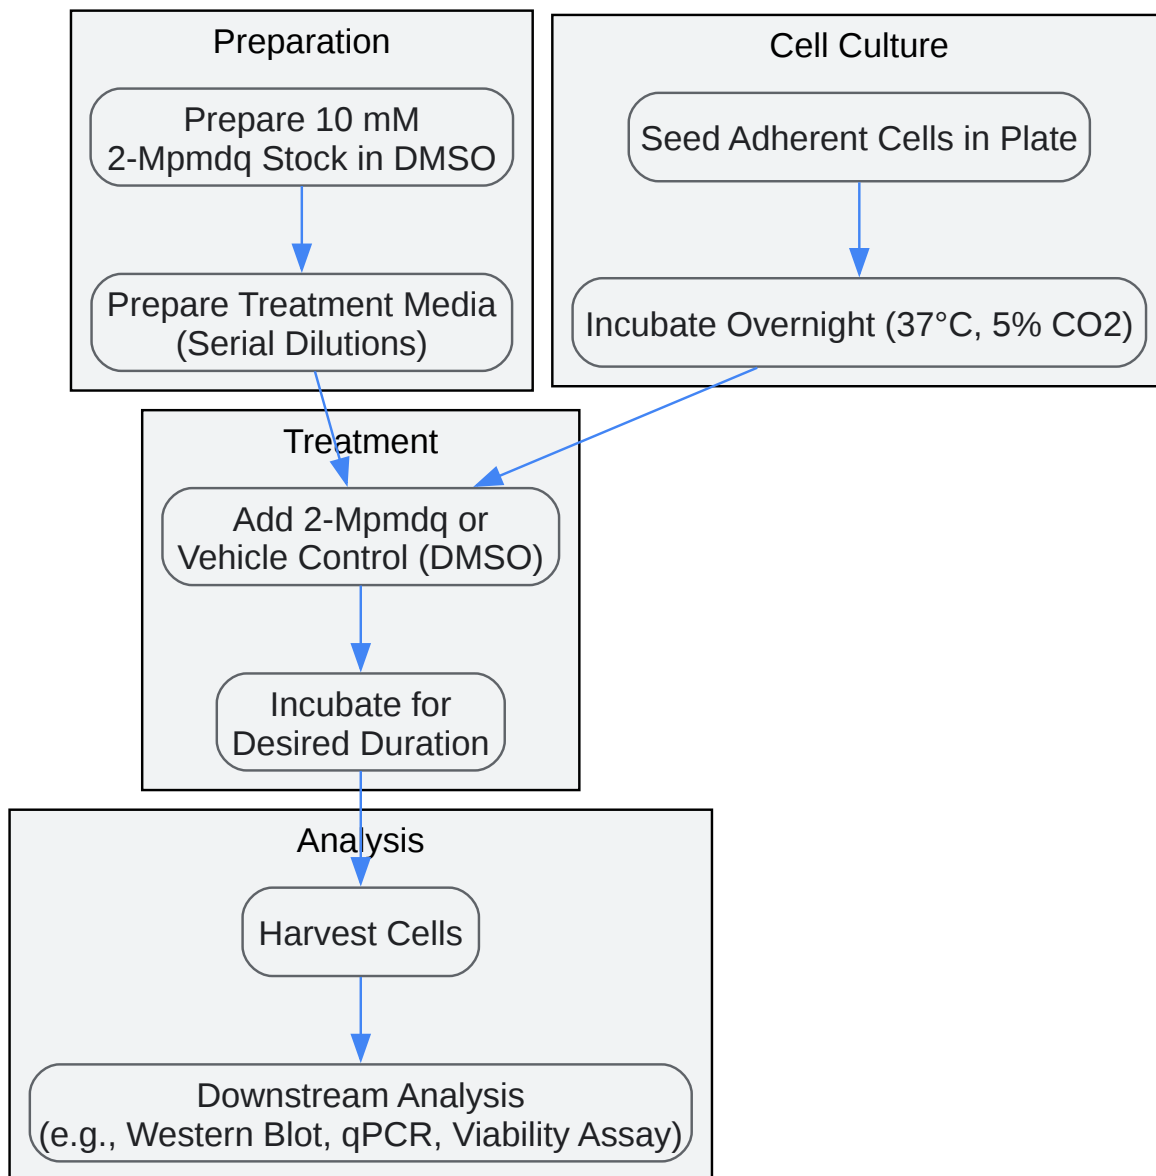 Preparation
Prepare 10 mM
2-Mpmdq Stock in DMSO
Prepare Treatment Media
(Serial Dilutions)
Cell Culture
Seed Adherent Cells in Plate
Incubate Overnight (37°C, 5% CO2)
Treatment
Add 2-Mpmdq or
Vehicle Control (DMSO)
Incubate for
Desired Duration
Analysis
Harvest Cells
Downstream Analysis
(e.g., Western Blot, qPCR, Viability Assay)